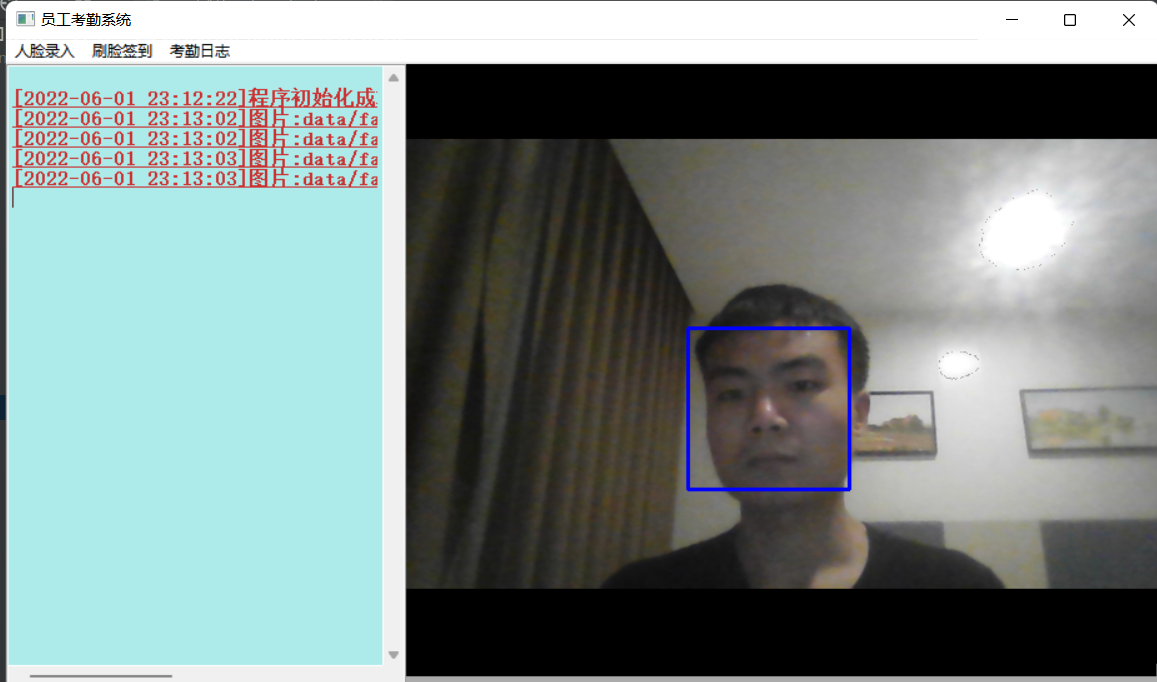 员工考勤系统
人脸录入 刷脸签到 考勤日志
[2022-06-01 23:12:22]程序初始化成
[2022-06-01 23:13:02]图片:data/fa
[2022-06-01 23:13:02]图片:data/fa
[2022-06-01 23:13:03]图片:data/fa
[2022-06-01 23:13:03]图片:data/fa